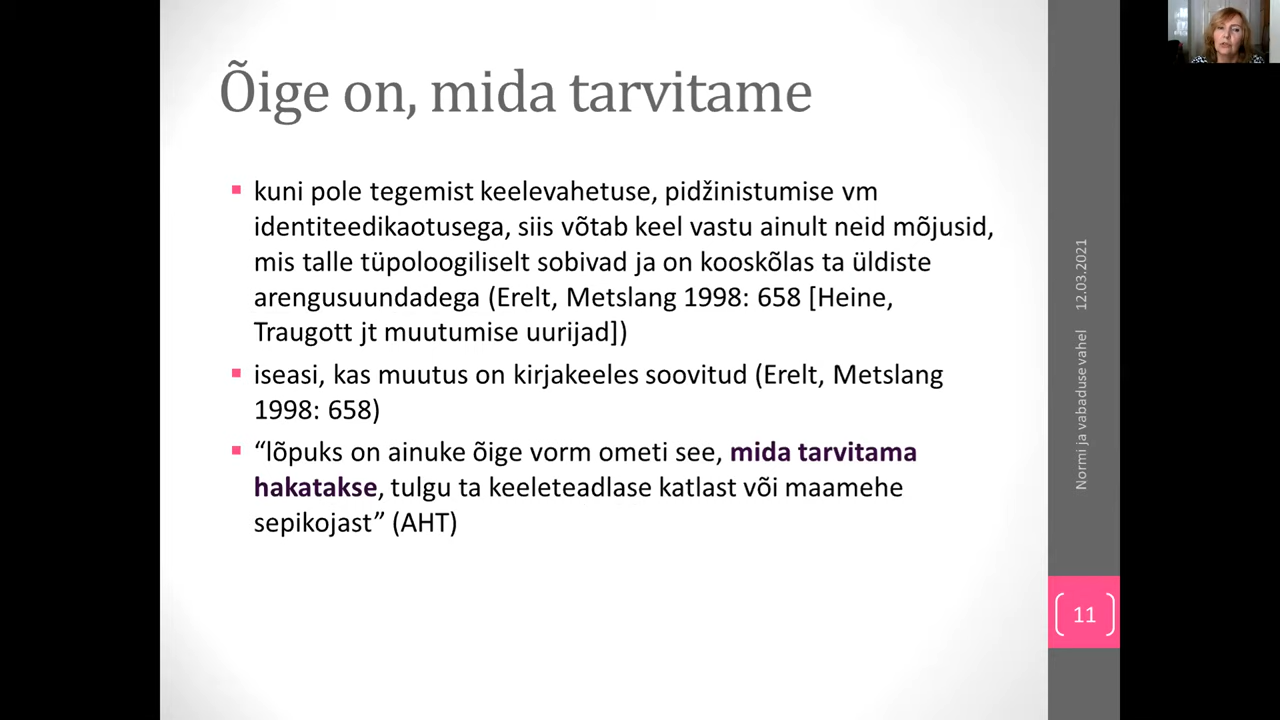 Õige on, mida tarvitame
kuni pole tegemist keelevahetuse, pidžinistumise vm
identiteedikaotusega, siis võtab keel vastu ainult neid mõjusid,
mis talle tüpoloogiliselt sobivad ja on kooskõlas ta üldiste
arengusuundadega (Erelt, Metslang 1998: 658 [Heine,
Traugott jt muutumise uurijad])
iseasi, kas muutus on kirjakeeles soovitud (Erelt, Metslang
1998: 658)
“lõpuks on ainuke õige vorm ometi see, mida tarvitama
hakatakse, tulgu ta keeleteadlase katlast või maamehe
sepikojast” (AHT)
Normi ja vabaduse vahel 12.03.2021
11